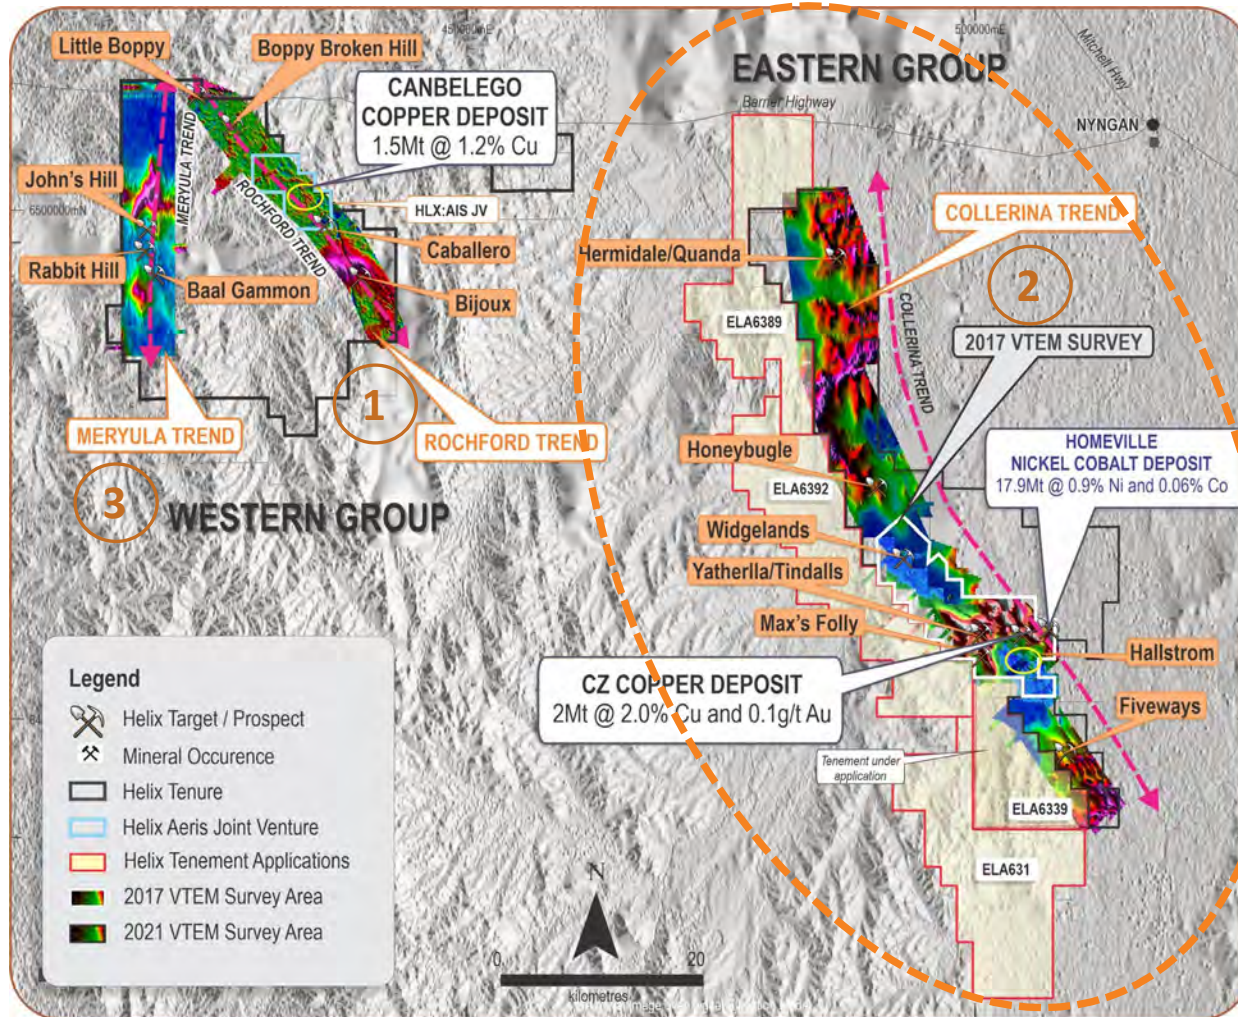 Little Boppy
Boppy Broken Hill
CANBELEGO
COPPER DEPOSIT
1.5Mt @ 1.2% Cu
MERYULA TREND
John's Hill
6500000mN
ROCHFORD TREND
HLX:AIS JV
Rabbit Hill
Baal Gammon
Caballero
Bijoux
1
MERYULA TREND
ROCHFORD TREND
3
WESTERN GROUP
500000mE
EASTERN GROUP
Mitchell Hwy
Barrier Highway
NYNGAN
COLLERINA TREND
Hermidale/Quanda
2
ELA6389
COLLERINA TREND
2017 VTEM SURVEY
Honeybugle
HOMEVILLE
NICKEL COBALT DEPOSIT
17.9Mt @ 0.9% Ni and 0.06% Co
ELA6392
Widgelands
Yatherlla/Tindalls
Max's Folly
Hallstrom
CZ COPPER DEPOSIT
2Mt @ 2.0% Cu and 0.1g/t Au
Fiveways
Tenement under
application
ELA6339
ELA631
Legend
Helix Target / Prospect
Mineral Occurence
Helix Tenure
Helix Aeris Joint Venture
Helix Tenement Applications
2017 VTEM Survey Area
2021 VTEM Survey Area
N
0 20
kilometres